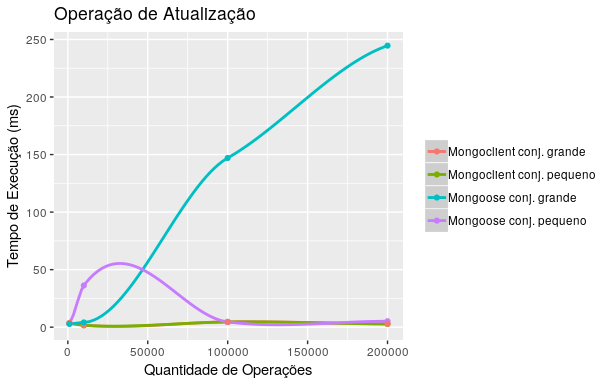 Operação de Atualização
Tempo de Execução (ms)
250
200
150
100
50
0
0
50000
100000
150000
200000
Quantidade de Operações
Mongoclient conj. grande
Mongoclient conj. pequeno
Mongoose conj. grande
Mongoose conj. pequeno